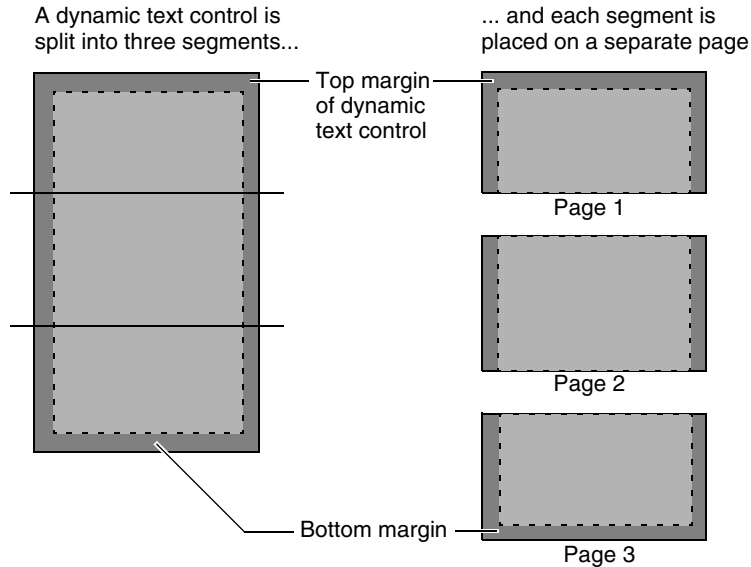 A dynamic text control is
split into three segments...
... and each segment is
placed on a separate page
Top margin
of dynamic
text control
Page 1
Page 2
Bottom margin
Page 3